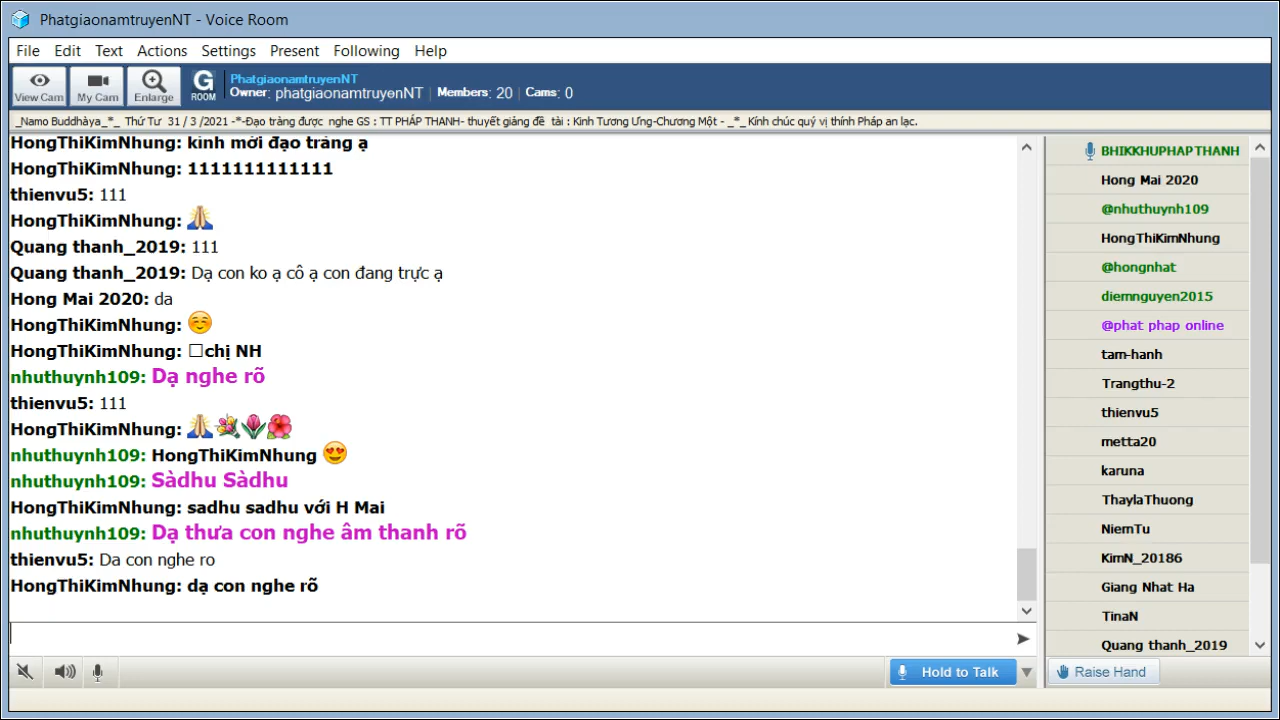 PhatgiaonamtruyenNT - Voice Room
File Edit Text Actions Settings Present Following Help
View Cam My Cam Enlarge G ROOM
PhatgiaonamtruyenNT
Owner: phatgiaonamtruyenNT | Members: 20 | Cams: 0
_Namo Buddhàya_*_ Thứ Tư 31 / 3 /2021 -*-Đạo tràng được nghe GS : TT PHÁP THANH- thuyết giảng đề tài : Kinh Tương Ưng-Chương Một - _*_ Kính chúc quý vị thính Pháp an lạc.
HongThiKimNhung: kính mời đạo tràng ạ
HongThiKimNhung: 1111111111111
thienvu5: 111
HongThiKimNhung: 🙏
Quang thanh_2019: 111
Quang thanh_2019: Dạ con ko ạ cô ạ con đang trực ạ
Hong Mai 2020: da
HongThiKimNhung: ☺️
HongThiKimNhung: □chị NH
nhuthuynh109: Dạ nghe rõ
thienvu5: 111
HongThiKimNhung: 🙏💐🌷🌺
nhuthuynh109: HongThiKimNhung 😍
nhuthuynh109: Sàdhu Sàdhu
HongThiKimNhung: sadhu sadhu với H Mai
nhuthuynh109: Dạ thưa con nghe âm thanh rõ
thienvu5: Da con nghe ro
HongThiKimNhung: dạ con nghe rõ
Hold to Talk
BHIKKHUPHAPTHANH
Hong Mai 2020
@nhuthuynh109
HongThiKimNhung
@hongnhat
diemnguyen2015
@phat phap online
tam-hanh
Trangthu-2
thienvu5
metta20
karuna
ThaylaThuong
NiemTu
KimN_20186
Giang Nhat Ha
TinaN
Quang thanh_2019
Raise Hand